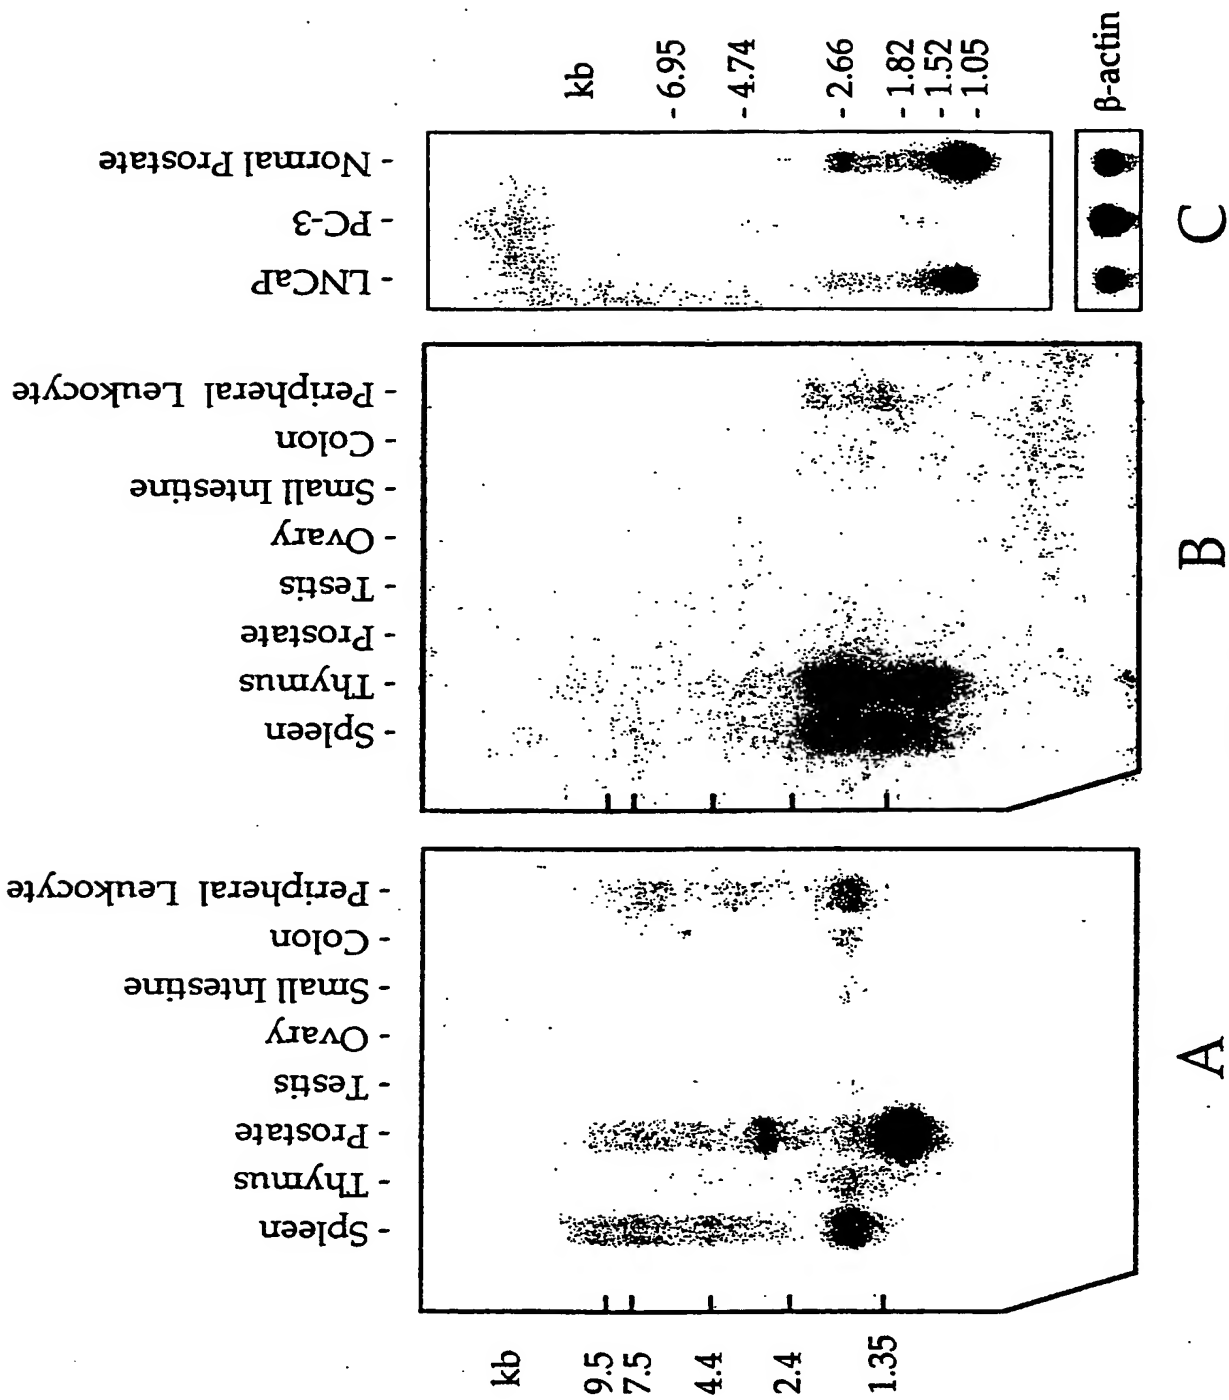 kb
9.5
7.5
4.4
2.4
1.35
- Spleen
- Thymus
- Prostate
- Testis
- Ovary
- Small Intestine
- Colon
- Peripheral Leukocyte
A
- Spleen
- Thymus
- Prostate
- Testis
- Ovary
- Small Intestine
- Colon
- Peripheral Leukocyte
B
- LNCaP
- PC-3
- Normal Prostate
kb
- 6.95
- 4.74
- 2.66
- 1.82
- 1.52
- 1.05
β-actin
C